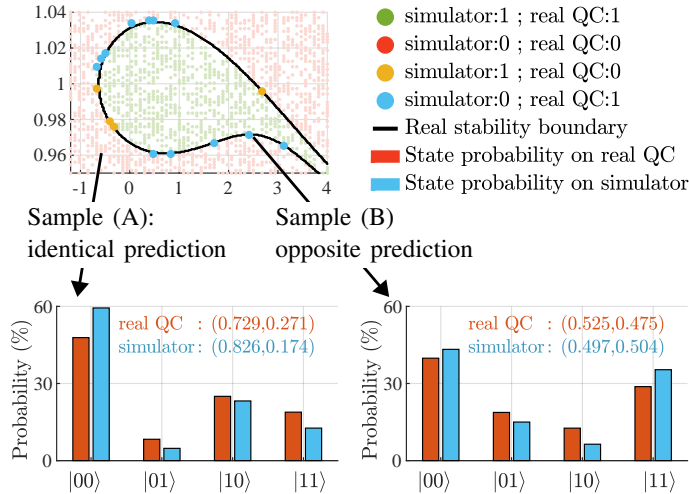 1.04
1.02
1
0.98
0.96
-1 0 1 2 3 4
simulator:1 ; real QC:1
simulator:0 ; real QC:0
simulator:1 ; real QC:0
simulator:0 ; real QC:1
Real stability boundary
State probability on real QC
State probability on simulator
Sample (A):
identical prediction
Sample (B)
opposite prediction
Probability (%)
60
30
0
real QC : (0.729,0.271)
simulator: (0.826,0.174)
|00⟩ |01⟩ |10⟩ |11⟩
Probability (%)
60
30
0
real QC : (0.525,0.475)
simulator: (0.497,0.504)
|00⟩ |01⟩ |10⟩ |11⟩